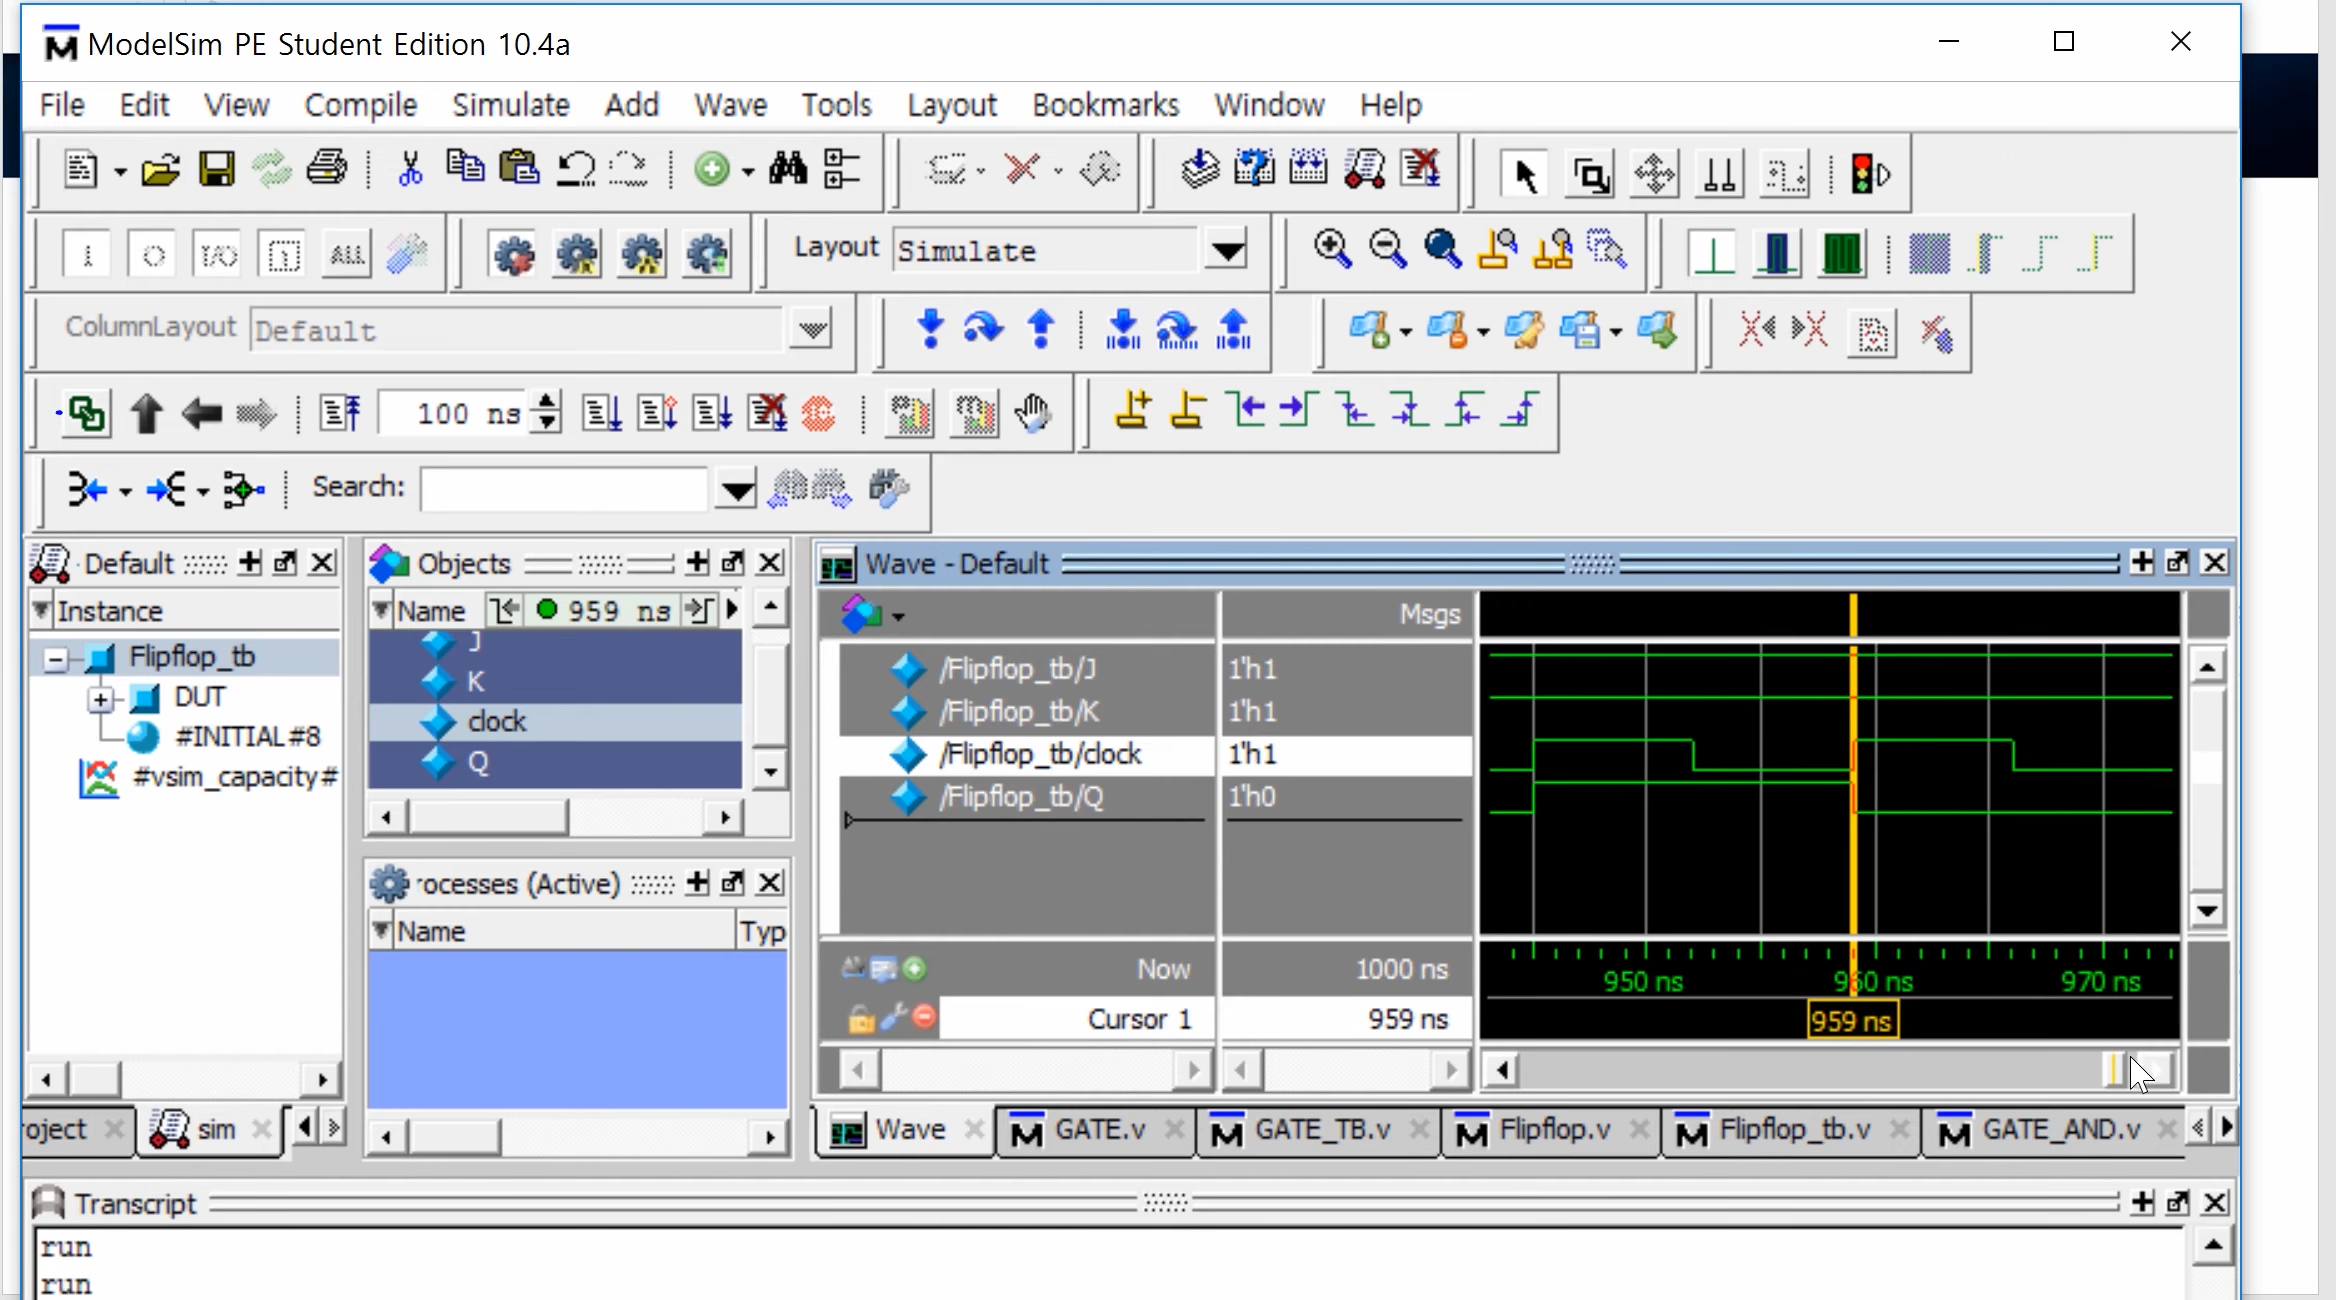 ModelSim PE Student Edition 10.4a
File Edit View Compile Simulate Add Wave Tools Layout Bookmarks Window Help
ALL Layout Simulate
ColumnLayout Default
100 ns
Search:
Default
Instance
Flipflop_tb
DUT
#INITIAL#8
#vsim_capacity#
oject sim
Objects
Name 959 ns
J
K
clock
Q
rocesses (Active)
Name Typ
Wave - Default
Msgs
/Flipflop_tb/J 1'h1
/Flipflop_tb/K 1'h1
/Flipflop_tb/clock 1'h1
/Flipflop_tb/Q 1'h0
Now 1000 ns 950 ns 960 ns 970 ns
Cursor 1 959 ns 959 ns
Wave GATE.v GATE_TB.v Flipflop.v Flipflop_tb.v GATE_AND.v
Transcript
run
run